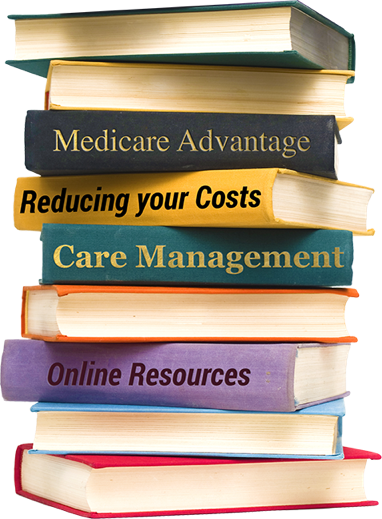 Medicare Advantage
Reducing your Costs
Care Management
Online Resources